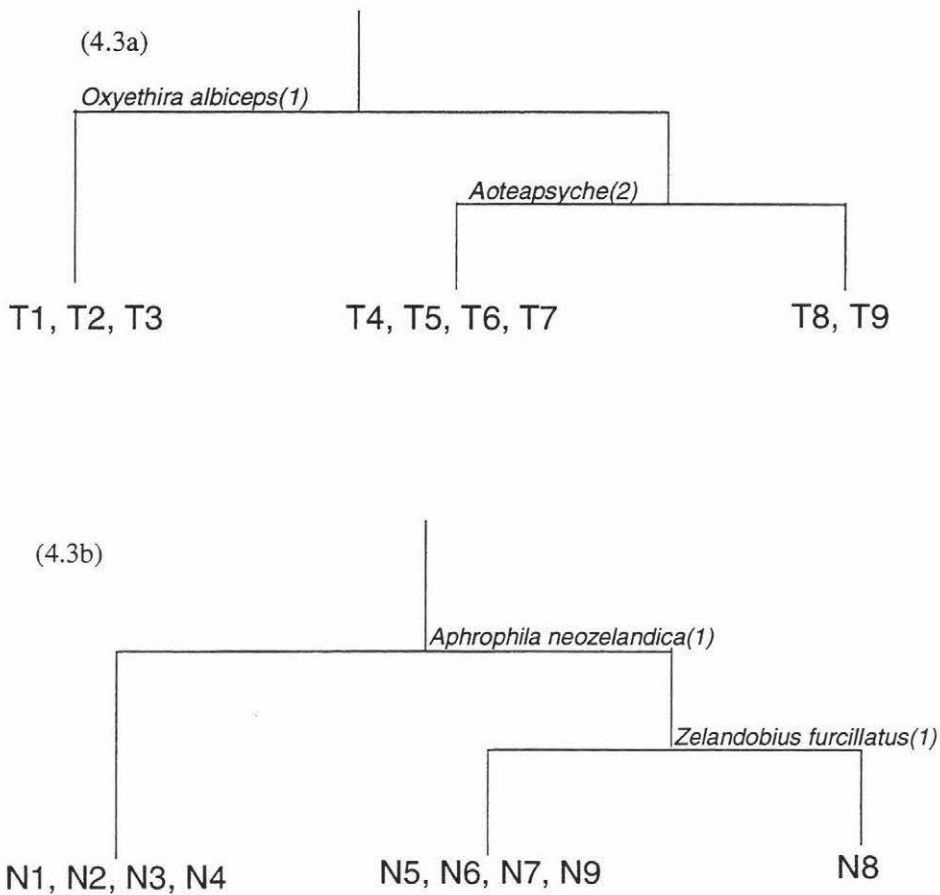 (4.3a)
Oxyethira albiceps(1)
Aoteapsyche(2)
T1, T2, T3
T4, T5, T6, T7
T8, T9
(4.3b)
Aphrophila neozelandica(1)
Zelandobius furcillatus(1)
N1, N2, N3, N4
N5, N6, N7, N9
N8